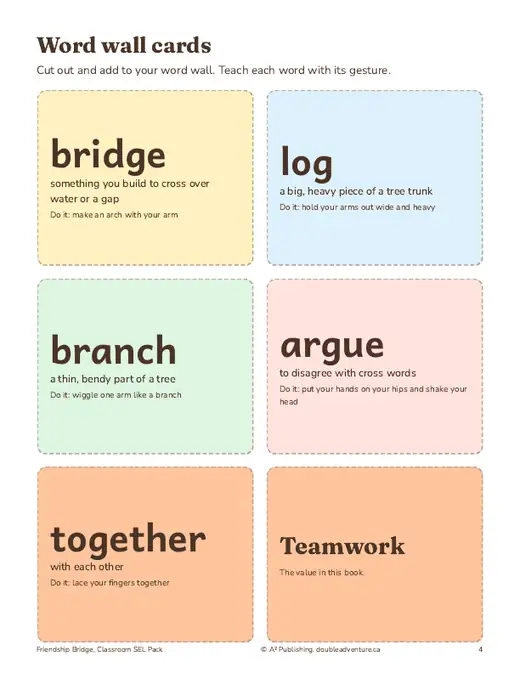 Word wall cards
Cut out and add to your word wall. Teach each word with its gesture.
bridge
something you build to cross over
water or a gap
Do it: make an arch with your arm
log
a big, heavy piece of a tree trunk
Do it: hold your arms out wide and heavy
branch
a thin, bendy part of a tree
Do it: wiggle one arm like a branch
argue
to disagree with cross words
Do it: put your hands on your hips and shake your
head
together
with each other
Do it: lace your fingers together
Teamwork
The value in this book.
Friendship Bridge, Classroom SEL Pack
© A² Publishing. doubleadventure.ca
4